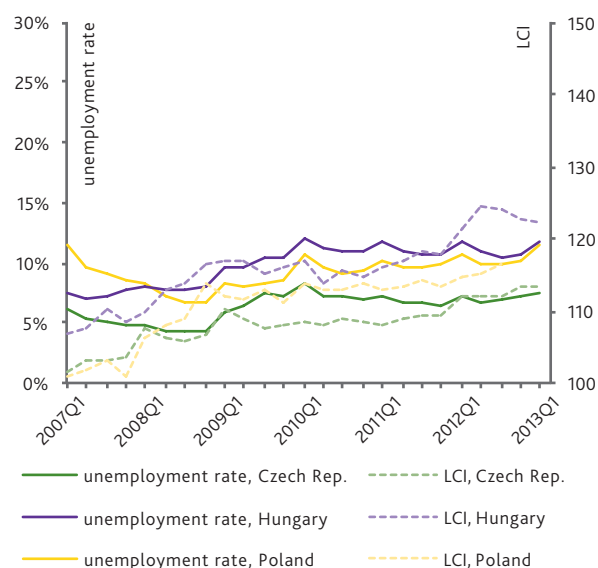 30%
25%
20%
15%
10%
5%
0%
unemployment rate
LCI
150
140
130
120
110
100
2007Q1
2008Q1
2009Q1
2010Q1
2011Q1
2012Q1
2013Q1
unemployment rate, Czech Rep.
LCI, Czech Rep.
unemployment rate, Hungary
LCI, Hungary
unemployment rate, Poland
LCI, Poland